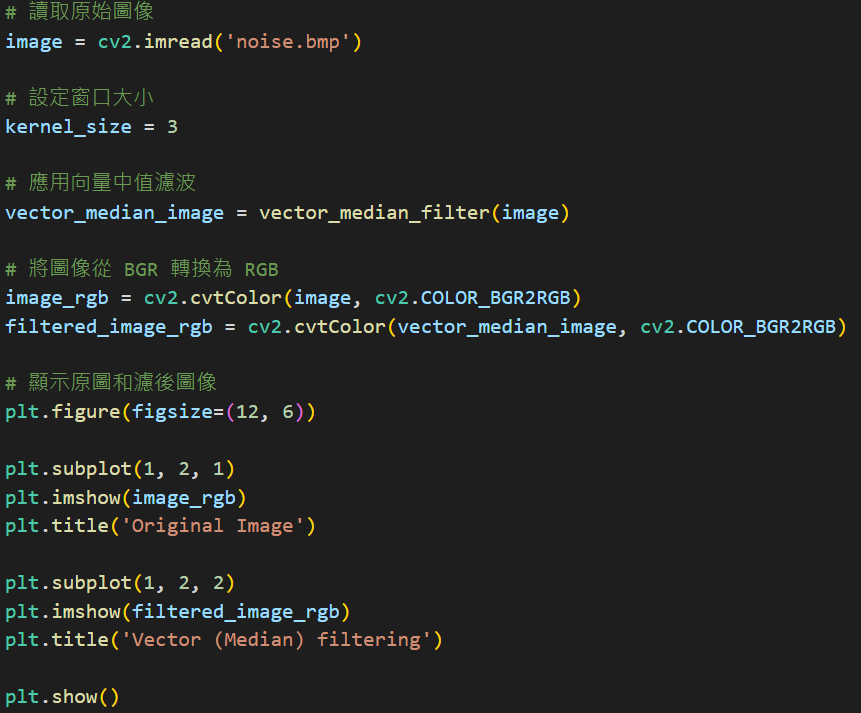 # 讀取原始圖像
image = cv2.imread('noise.bmp')
# 設定窗口大小
kernel_size = 3
# 應用向量中值濾波
vector_median_image = vector_median_filter(image)
# 將圖像從 BGR 轉換為 RGB
image_rgb = cv2.cvtColor(image, cv2.COLOR_BGR2RGB)
filtered_image_rgb = cv2.cvtColor(vector_median_image, cv2.COLOR_BGR2RGB)
# 顯示原圖和濾後圖像
plt.figure(figsize=(12, 6))
plt.subplot(1, 2, 1)
plt.imshow(image_rgb)
plt.title('Original Image')
plt.subplot(1, 2, 2)
plt.imshow(filtered_image_rgb)
plt.title('Vector (Median) filtering')
plt.show()